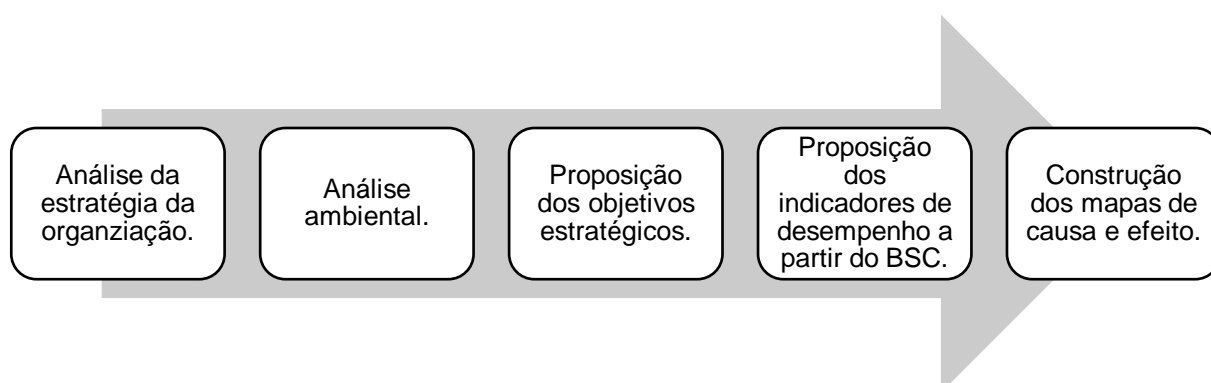 Análise da
estratégia da
organziação.
Análise
ambiental.
Proposição
dos objetivos
estratégicos.
Proposição
dos
indicadores de
desempenho a
partir do BSC.
Construção
dos mapas de
causa e efeito.